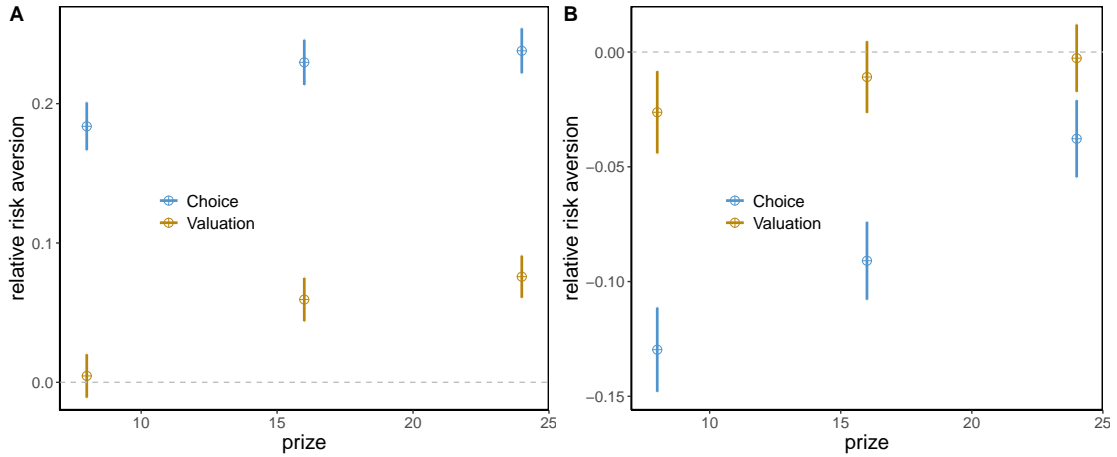 A
relative risk aversion
0.2
0.1
0.0
Choice
Valuation
10
15
20
25
prize
B
relative risk aversion
0.00
−0.05
−0.10
−0.15
Choice
Valuation
10
15
20
25
prize